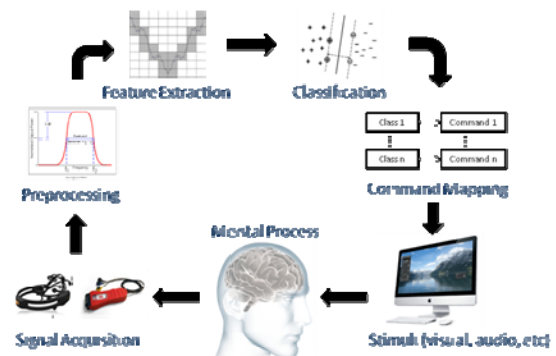 Feature Extraction
Classification
Class 1
Command 1
Class n
Command n
Command Mapping
Preprocessing
Mental Process
Signal Acquisition
Stimuli (visual, audio, etc)